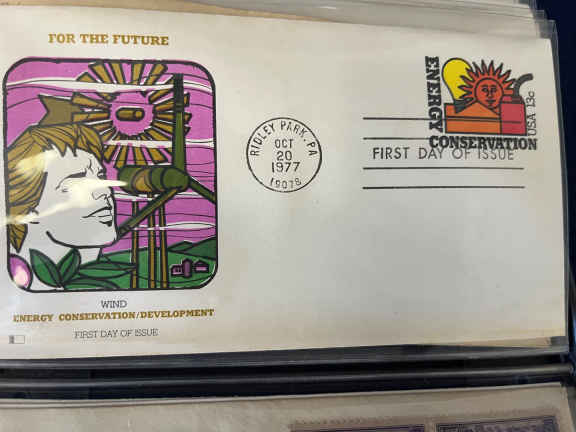 FOR THE FUTURE
WIND
ENERGY CONSERVATION/DEVELOPMENT
FIRST DAY OF ISSUE
RIDLEY PARK, PA
OCT
20
1977
19078
ENERGY
CONSERVATION
USA 13c
FIRST DAY OF ISSUE